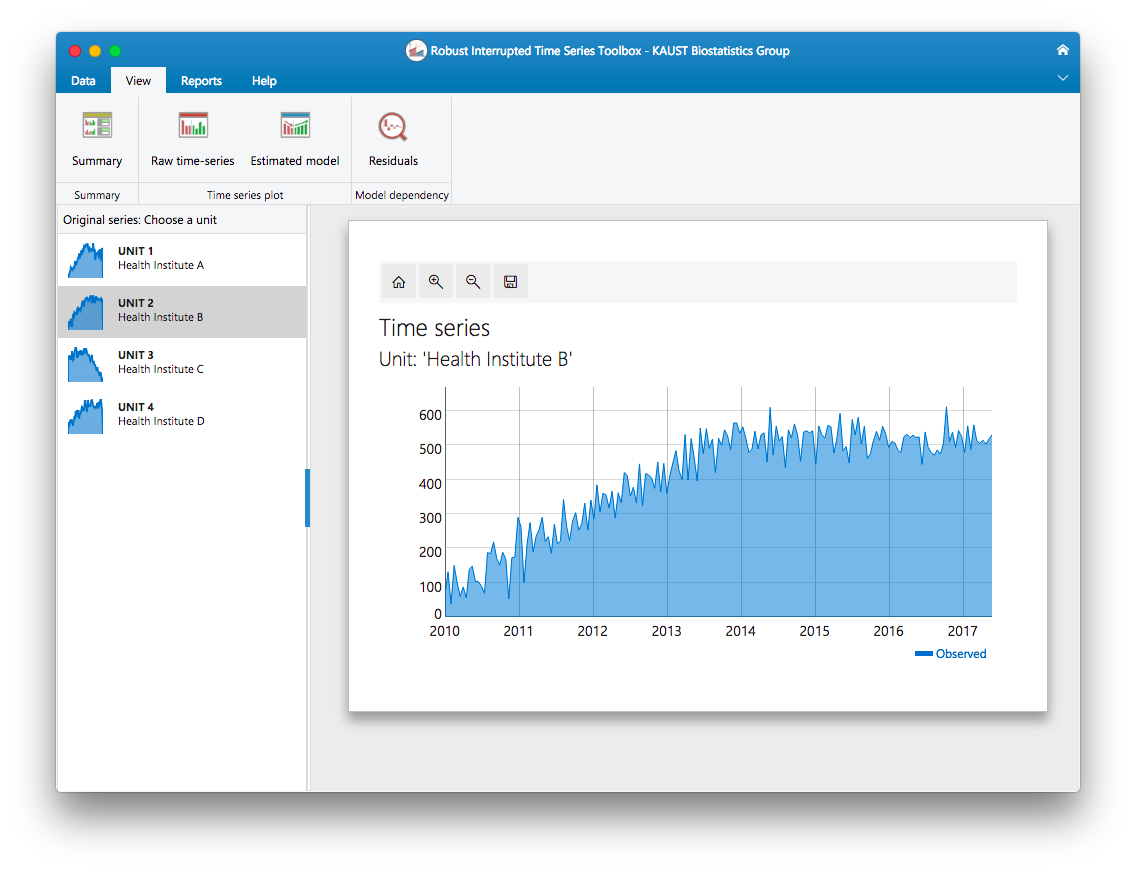 Robust Interrupted Time Series Toolbox - KAUST Biostatistics Group
Data View Reports Help
Summary Raw time-series Estimated model Residuals
Summary Time series plot Model dependency
Original series: Choose a unit
UNIT 1
Health Institute A
UNIT 2
Health Institute B
UNIT 3
Health Institute C
UNIT 4
Health Institute D
Time series
Unit: 'Health Institute B'
600
500
400
300
200
100
0
2010 2011 2012 2013 2014 2015 2016 2017
Observed